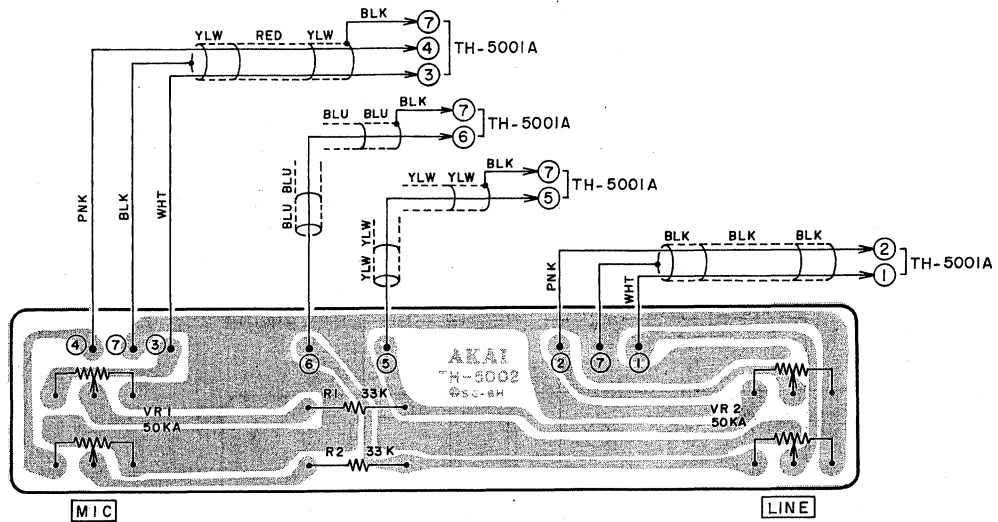 BLK ⑦
YLW RED YLW ④ TH-5001A
③
BLK ⑦
BLU BLU ⑥ TH-5001A
BLK ⑦
YLW YLW ⑤ TH-5001A
PNK
BLK
WHT
BLU BLU
YLW YLW
BLK BLK BLK ②
① TH-5001A
PNK
WHT
④ ⑦ ③ ⑥ ⑤ ② ⑦ ①
AKAI
TH-5002
R1 33K
VR1
50KA
VR2
50KA
R2 33K
MIC
LINE